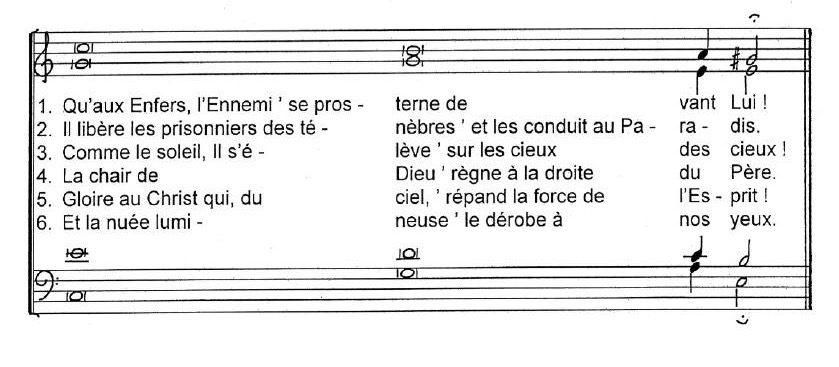 1. Qu'aux Enfers, l'Ennemi ' se pros - terne de vant Lui !
2. Il libère les prisonniers des té - nèbres ' et les conduit au Pa - ra - dis.
3. Comme le soleil, Il s'é - lève ' sur les cieux des cieux !
4. La chair de Dieu ' règne à la droite du Père.
5. Gloire au Christ qui, du ciel, ' répand la force de l'Es - prit !
6. Et la nuée lumi - neuse ' le dérobe à nos yeux.